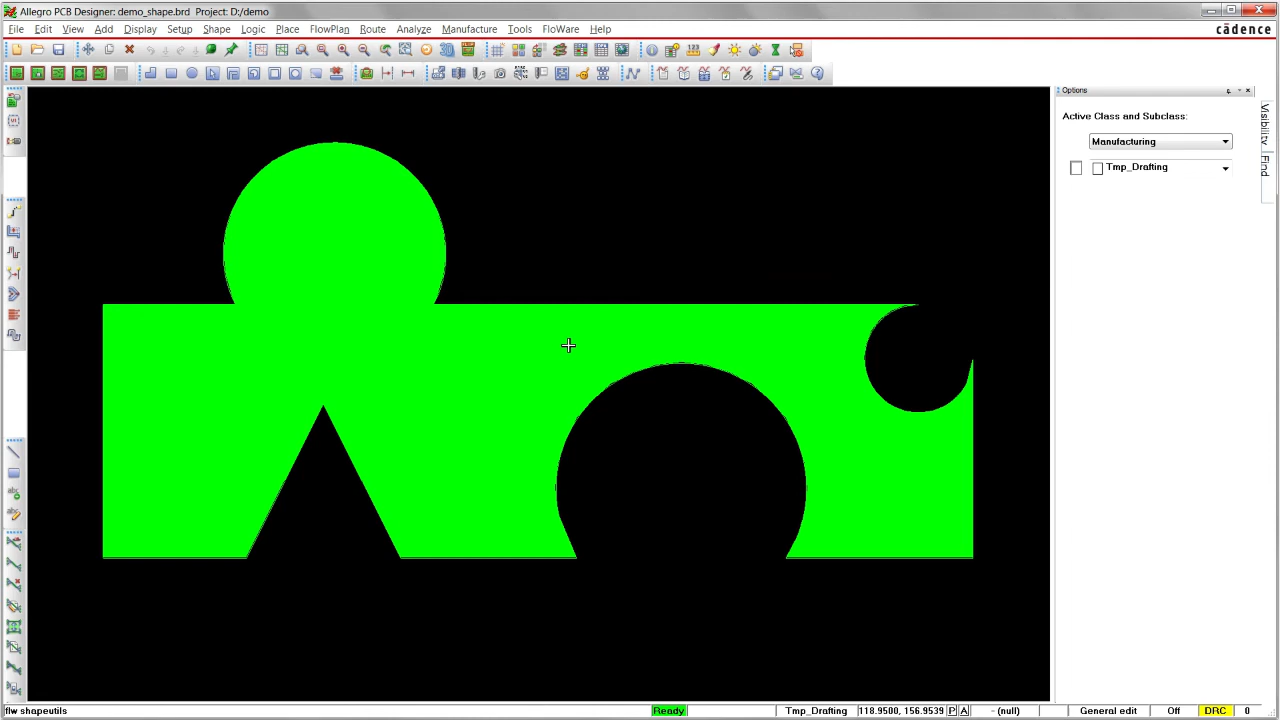 Allegro PCB Designer: demo_shape.brd Project: D:/demo
File Edit View Add Display Setup Shape Logic Place FlowPlan Route Analyze Manufacture Tools FloWare Help
cādence
Options
Active Class and Subclass:
Manufacturing
Tmp_Drafting
Visibility
Find
flw shapeutils
Ready
Tmp_Drafting
118.9500, 156.9539
P
A
- (null)
General edit
Off
DRC
0